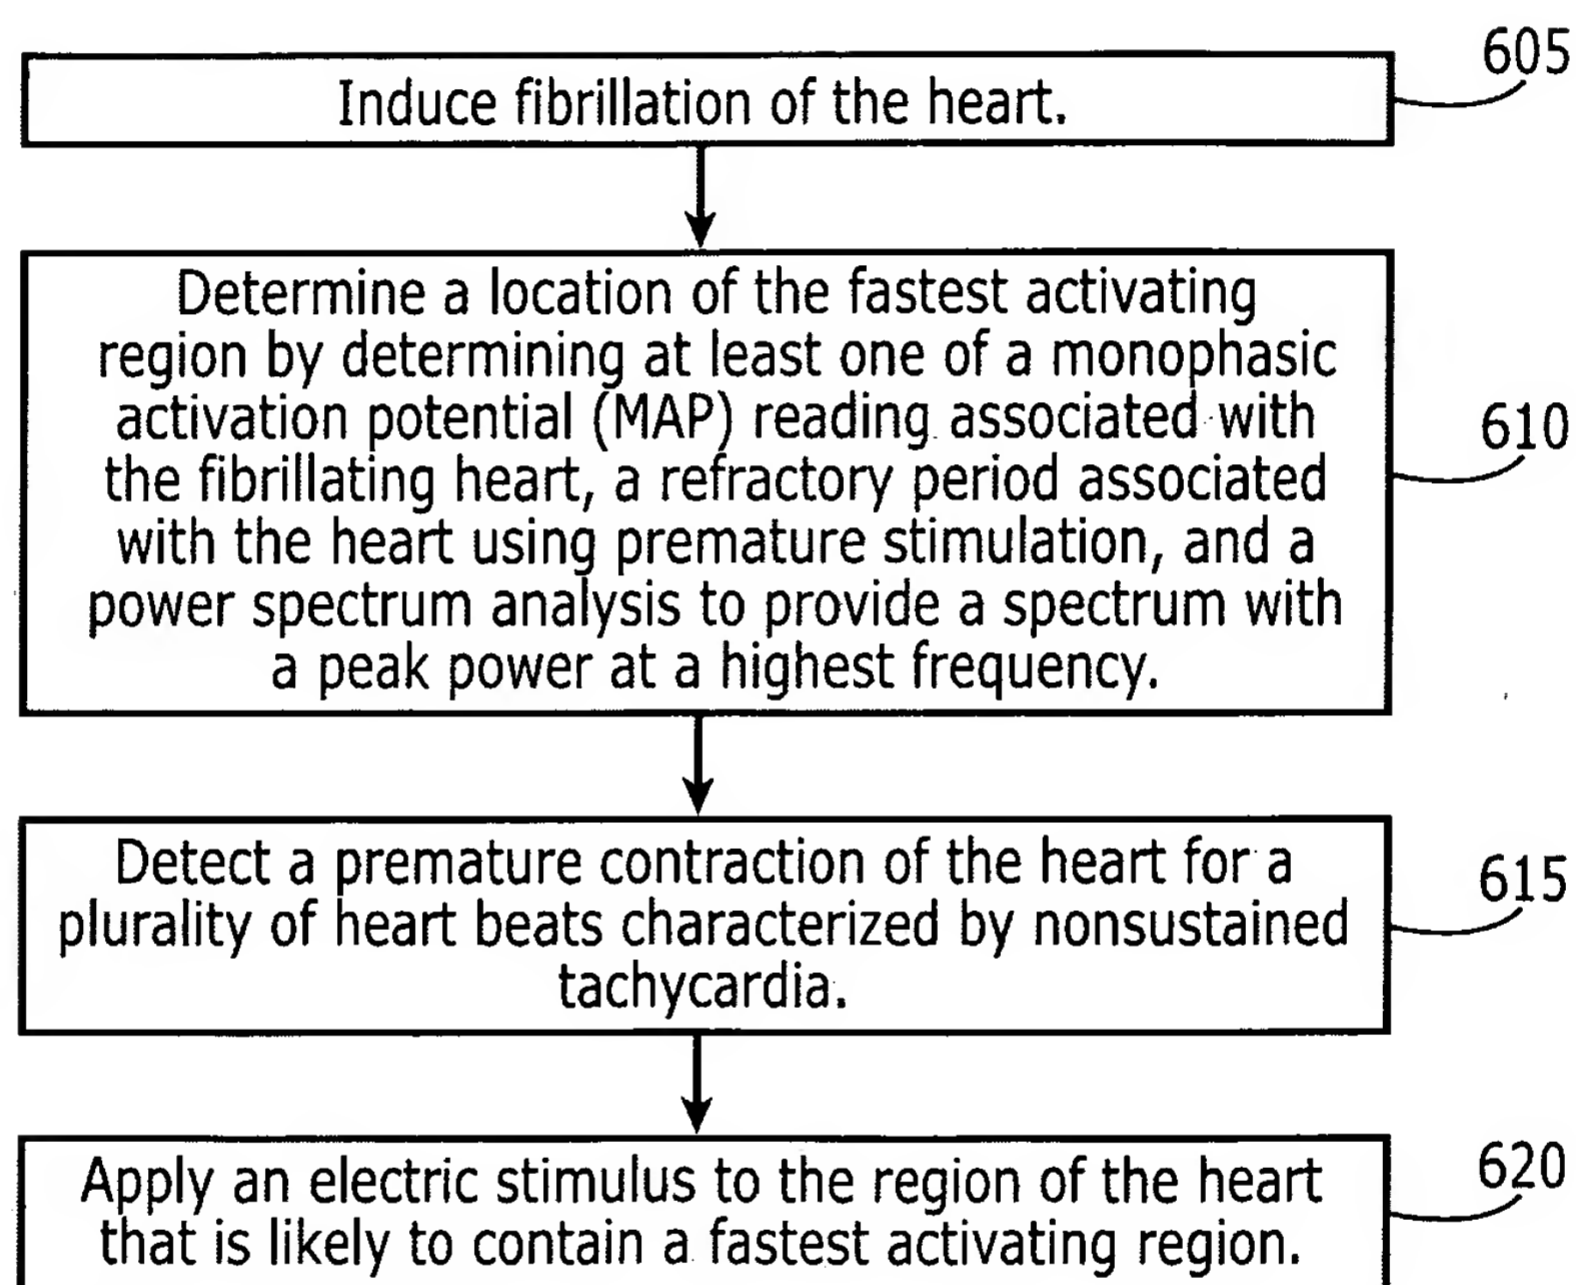 605
Induce fibrillation of the heart.
Determine a location of the fastest activating
region by determining at least one of a monophasic
activation potential (MAP) reading associated with
the fibrillating heart, a refractory period associated
with the heart using premature stimulation, and a
power spectrum analysis to provide a spectrum with
a peak power at a highest frequency.
610
Detect a premature contraction of the heart for a
plurality of heart beats characterized by nonsustained
tachycardia.
615
Apply an electric stimulus to the region of the heart
that is likely to contain a fastest activating region.
620